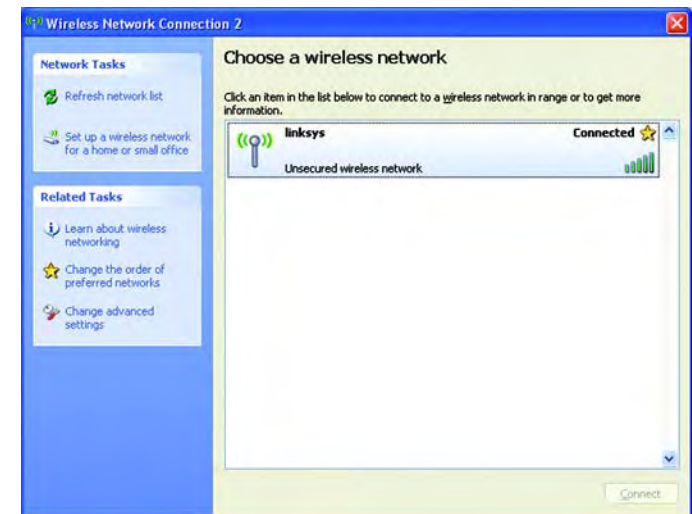 Wireless Network Connection 2
Network Tasks
Refresh network list
Set up a wireless network
for a home or small office
Related Tasks
Learn about wireless
networking
Change the order of
preferred networks
Change advanced
settings
Choose a wireless network
Click an item in the list below to connect to a wireless network in range or to get more
information.
linksys
Connected
Unsecured wireless network
Connect